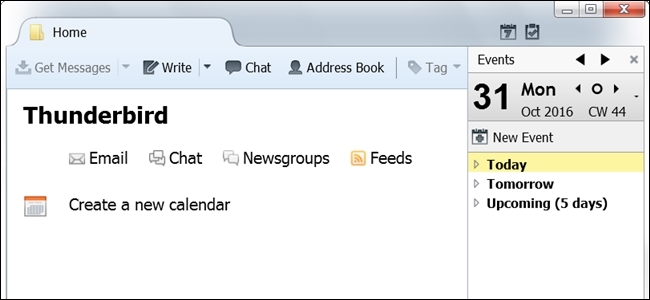 Home
7
Get Messages Write Chat Address Book Tag
Events
31 Mon
Oct 2016 CW 44
New Event
Today
Tomorrow
Upcoming (5 days)
Thunderbird
Email Chat Newsgroups Feeds
Create a new calendar